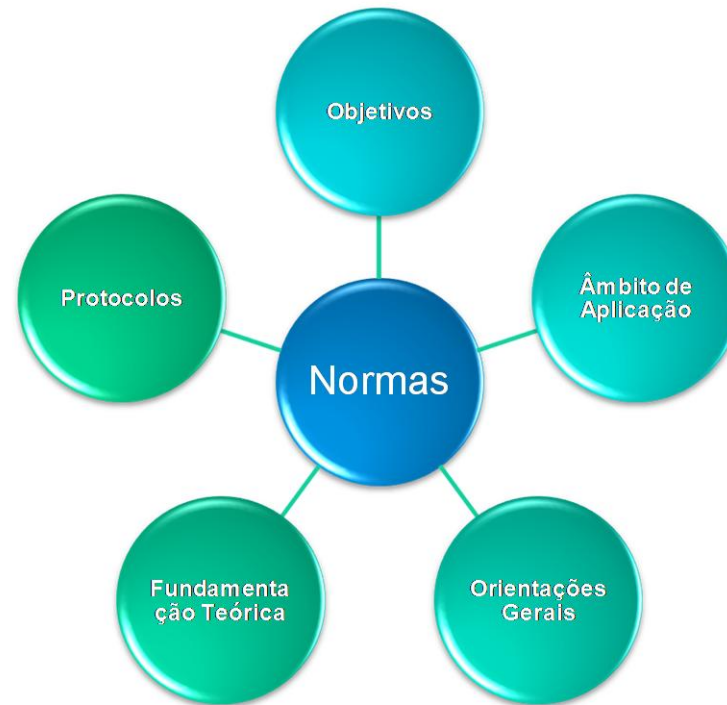 Objetivos
Protocolos
Âmbito de
Aplicação
Normas
Fundamenta
ção Teórica
Orientações
Gerais